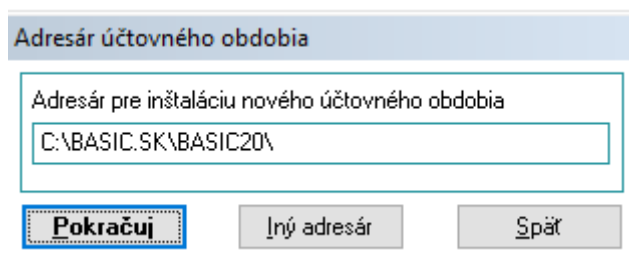 Adresár účtovného obdobia
Adresár pre inštaláciu nového účtovného obdobia
C:\BASIC.SK\BASIC20\
Pokračuj
Iný adresár
Späť